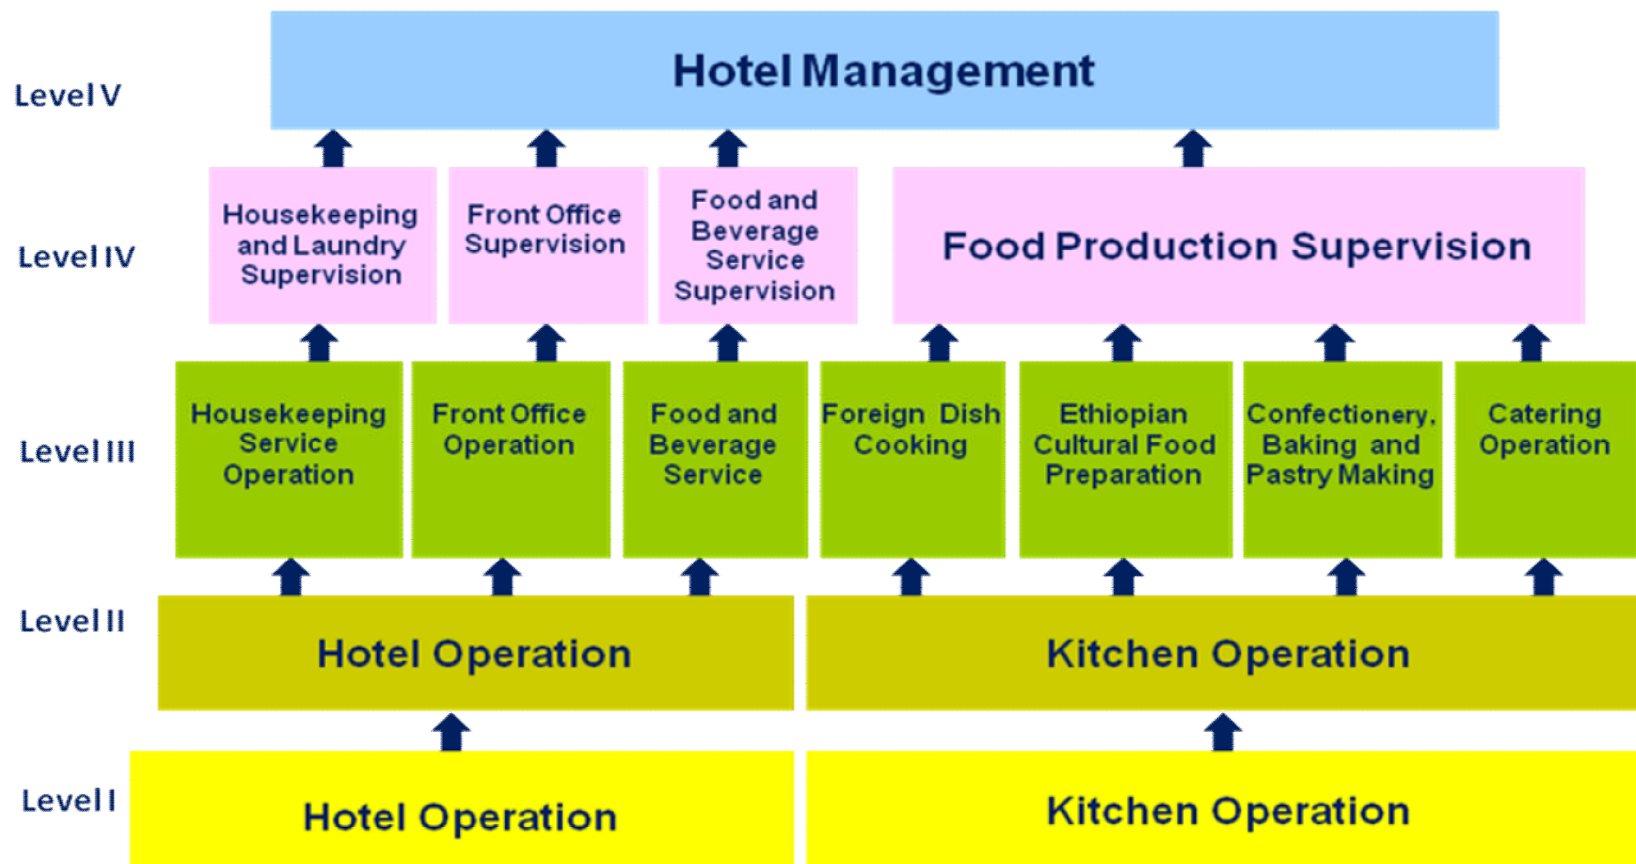 Level V
Hotel Management
Level IV
Housekeeping
and Laundry
Supervision
Front Office
Supervision
Food and
Beverage
Service
Supervision
Food Production Supervision
Level III
Housekeeping
Service
Operation
Front Office
Operation
Food and
Beverage
Service
Foreign Dish
Cooking
Ethiopian
Cultural Food
Preparation
Confectionery,
Baking and
Pastry Making
Catering
Operation
Level II
Hotel Operation
Kitchen Operation
Level I
Hotel Operation
Kitchen Operation